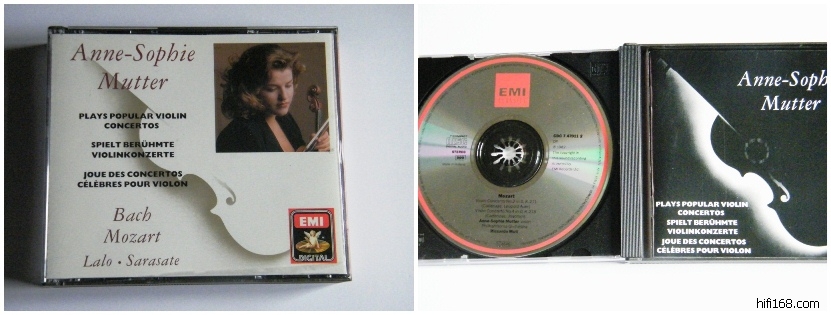 Anne-Sophie
Mutter
PLAYS POPULAR VIOLIN
CONCERTOS
SPIELT BERÜHMTE
VIOLINKONZERTE
JOUE DES CONCERTOS
CÉLÈBRES POUR VIOLON
Bach
Mozart
Lalo • Sarasate
EMI
DIGITAL
EMI
Mozart
Riccardo Muti
Anne-Soph
Mutter
PLAYS POPULAR VIOLIN
CONCERTOS
SPIELT BERÜHMTE
VIOLINKONZERTE
JOUE DES CONCERTOS
CÉLÈBRES POUR VIOLON
hifi168.com